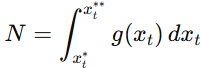 N = \int_{x_t^*}^{x_t^{**}} g(x_t) \, dx_t